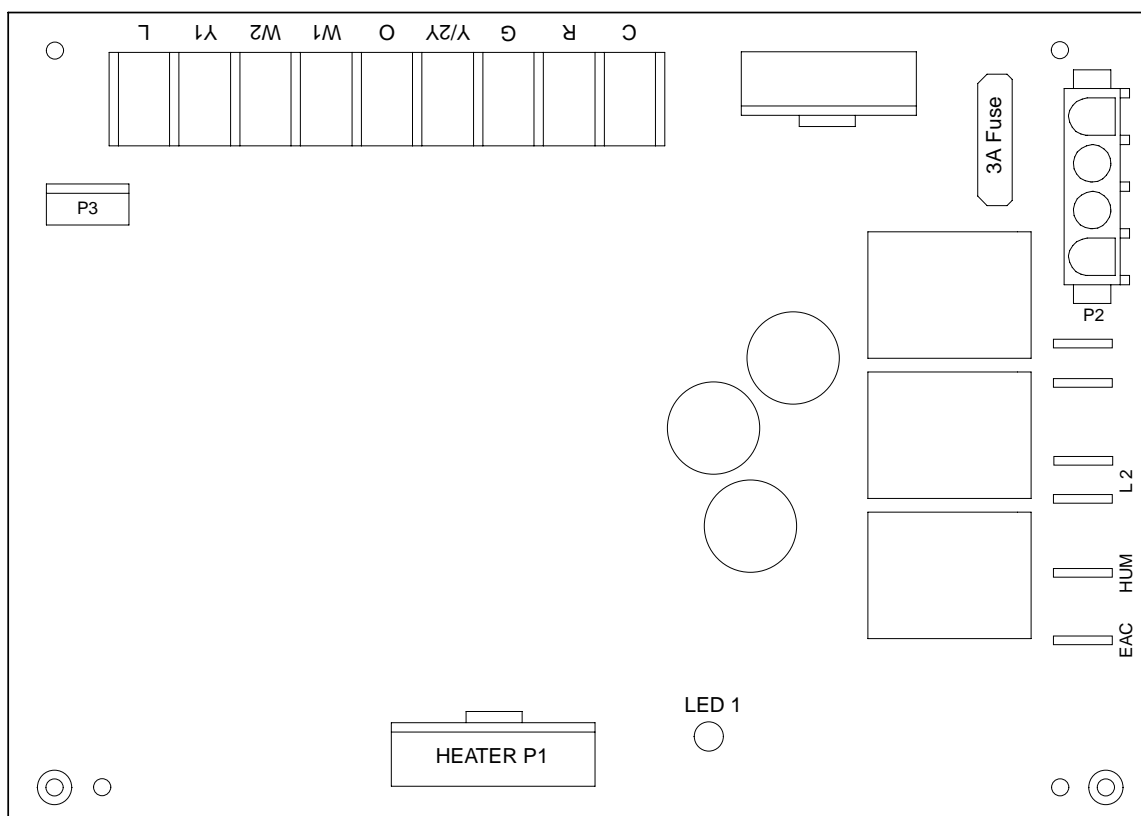 L Y1 W2 W1 O Y/2Y G R C
3A Fuse
P3
P2
L 2
HUM
EAC
LED 1
HEATER P1